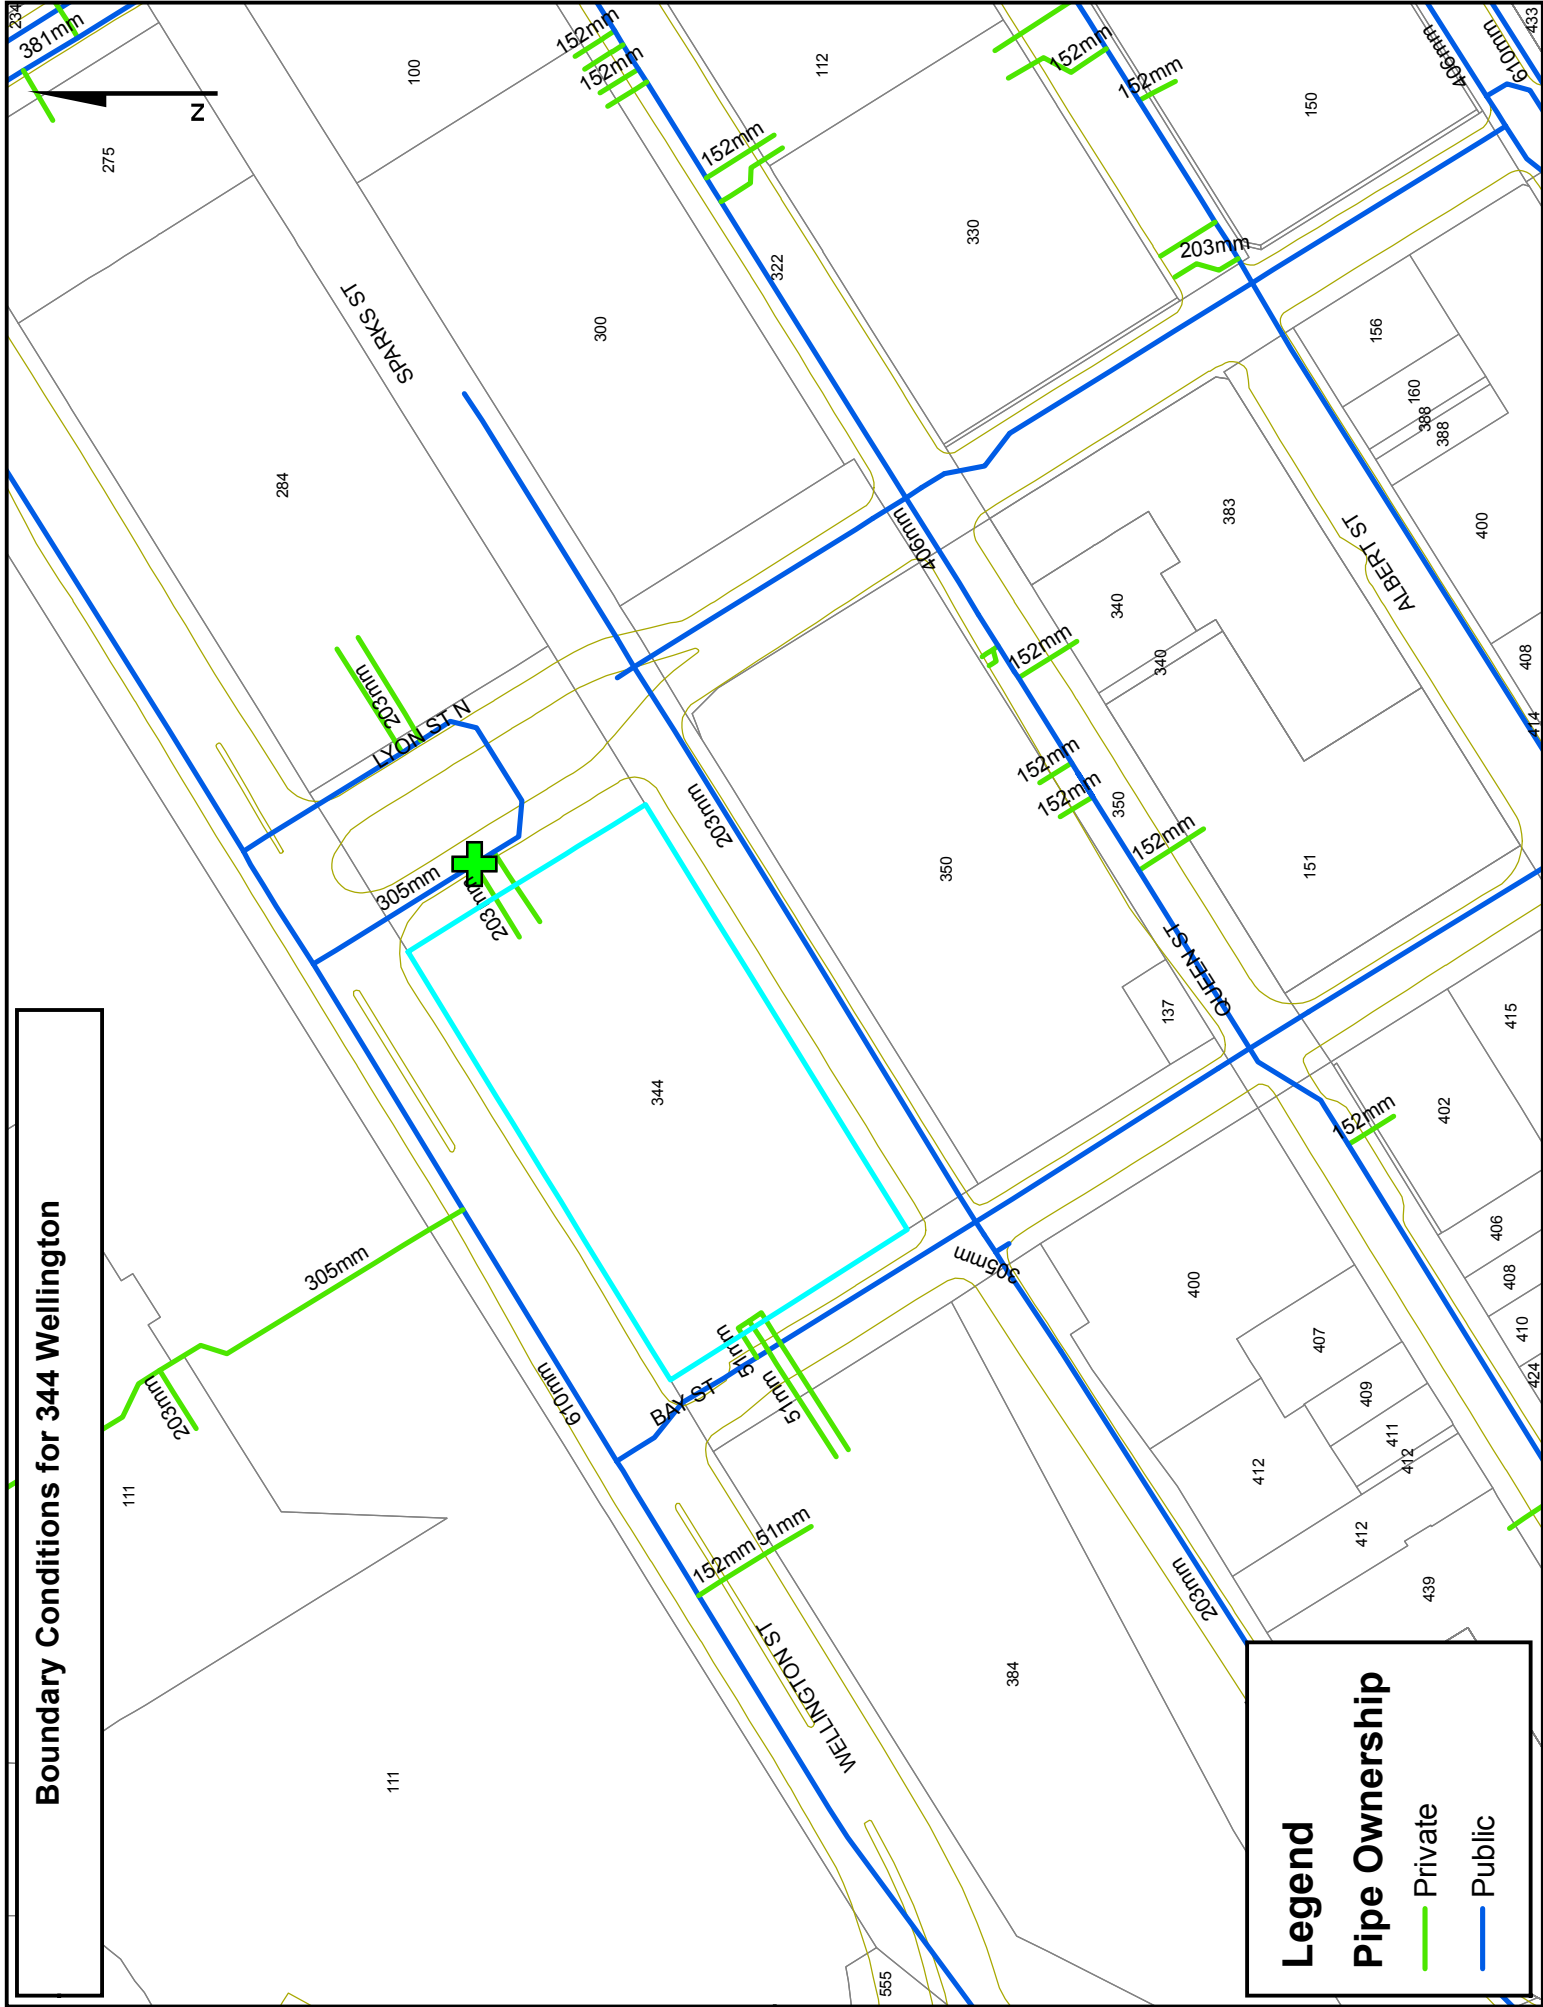 Boundary Conditions for 344 Wellington
Legend
Pipe Ownership
Private
Public
N
234
381mm
275
100
152mm
152mm
112
152mm
152mm
150
406mm
610mm
433
SPARKS ST
152mm
322
330
203mm
300
284
156
160
388
388
400
383
ALBERT ST
406mm
340
340
152mm
408
414
203mm
LYON ST N
203mm
305mm
203mm
152mm
152mm
350
152mm
151
350
QUEEN ST
137
415
344
402
152mm
305mm
406
408
410
424
400
407
409
411
412
412
412
439
305mm
203mm
111
610mm
BAY ST
51mm
51mm
152mm
51mm
203mm
WELLINGTON ST
384
111
555